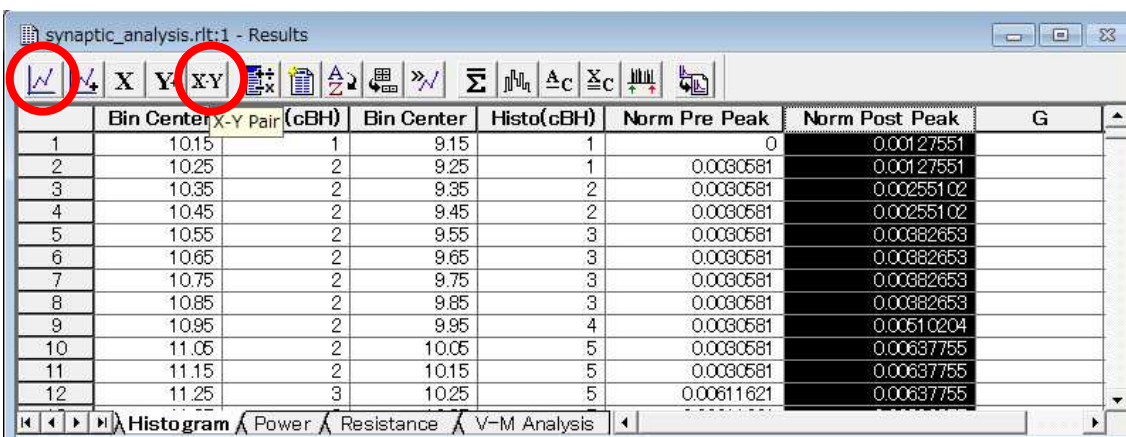 synaptic_analysis.rlt:1 - Results
X Y+ X-Y A Z » Σ A C X C
Bin Center (cBH) Bin Center Histo(cBH) Norm Pre Peak Norm Post Peak G
X-Y Pair
1 10.15 1 9.15 1 0 0.00127551
2 10.25 2 9.25 1 0.0030581 0.00127551
3 10.35 2 9.35 2 0.0030581 0.00255102
4 10.45 2 9.45 2 0.0030581 0.00255102
5 10.55 2 9.55 3 0.0030581 0.00382653
6 10.65 2 9.65 3 0.0030581 0.00382653
7 10.75 2 9.75 3 0.0030581 0.00382653
8 10.85 2 9.85 3 0.0030581 0.00382653
9 10.95 2 9.95 4 0.0030581 0.00510204
10 11.05 2 10.05 5 0.0030581 0.00637755
11 11.15 2 10.15 5 0.0030581 0.00637755
12 11.25 3 10.25 5 0.00611621 0.00637755
Histogram Power Resistance V-M Analysis